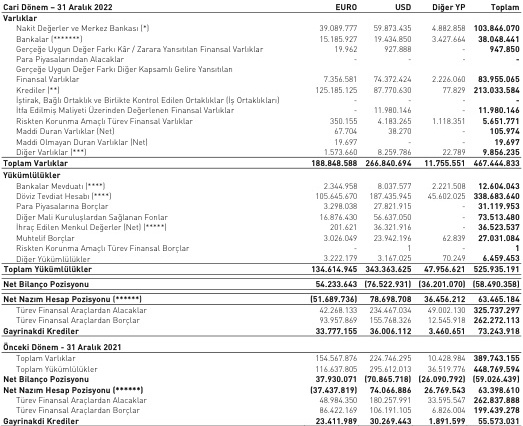 Cari Dönem – 31 Aralık 2022 EURO USD Diğer YP Toplam
Varlıklar
Nakit Değerler ve Merkez Bankası (*) 39.089.777 59.873.435 4.882.858 103.846.070
Bankalar (*******) 15.185.927 19.434.850 3.427.664 38.048.441
Gerçeğe Uygun Değer Farkı Kâr / Zarara Yansıtılan Finansal Varlıklar 19.962 927.888 - 947.850
Para Piyasalarından Alacaklar - - - -
Gerçeğe Uygun Değer Farkı Diğer Kapsamlı Gelire Yansıtılan
Finansal Varlıklar 7.356.581 74.372.424 2.226.060 83.955.065
Krediler (**) 125.185.125 87.770.630 77.829 213.033.584
İştirak, Bağlı Ortaklık ve Birlikte Kontrol Edilen Ortaklıklar (İş Ortaklıkları) - - - -
İtfa Edilmiş Maliyeti Üzerinden Değerlenen Finansal Varlıklar - 11.980.146 - 11.980.146
Riskten Korunma Amaçlı Türev Finansal Varlıklar 350.155 4.183.265 1.118.351 5.651.771
Maddi Duran Varlıklar (Net) 67.704 38.270 - 105.974
Maddi Olmayan Duran Varlıklar (Net) 19.697 - - 19.697
Diğer Varlıklar (***) 1.573.660 8.259.786 22.789 9.856.235
Toplam Varlıklar 188.848.588 266.840.694 11.755.551 467.444.833
Yükümlülükler
Bankalar Mevduatı (****) 2.344.958 8.037.577 2.221.508 12.604.043
Döviz Tevdiat Hesabı (****) 105.645.670 187.435.945 45.602.025 338.683.640
Para Piyasalarına Borçlar 3.298.038 27.821.915 - 31.119.953
Diğer Mali Kuruluşlardan Sağlanan Fonlar 16.876.430 56.637.050 - 73.513.480
İhraç Edilen Menkul Değerler (Net) (*****) 201.621 36.321.916 - 36.523.537
Muhtelif Borçlar 3.026.049 23.942.196 62.839 27.031.084
Riskten Korunma Amaçlı Türev Finansal Borçlar - 1 - 1
Diğer Yükümlülükler 3.222.179 3.167.025 70.249 6.459.453
Toplam Yükümlülükler 134.614.945 343.363.625 47.956.621 525.935.191
Net Bilanço Pozisyonu 54.233.643 (76.522.931) (36.201.070) (58.490.358)
Net Nazım Hesap Pozisyonu (******) (51.689.736) 78.698.708 36.456.212 63.465.184
Türev Finansal Araçlardan Alacaklar 42.268.133 234.467.034 49.002.130 325.737.297
Türev Finansal Araçlardan Borçlar 93.957.869 155.768.326 12.545.918 262.272.113
Gayrinakdi Krediler 33.777.155 36.006.112 3.460.651 73.243.918
Önceki Dönem - 31 Aralık 2021
Toplam Varlıklar 154.567.876 224.746.295 10.428.984 389.743.155
Toplam Yükümlülükler 116.637.805 295.612.013 36.519.776 448.769.594
Net Bilanço Pozisyonu 37.930.071 (70.865.718) (26.090.792) (59.026.439)
Net Nazım Hesap Pozisyonu (******) (37.437.819) 74.066.886 26.769.543 63.398.610
Türev Finansal Araçlardan Alacaklar 48.984.350 180.257.991 33.595.547 262.837.888
Türev Finansal Araçlardan Borçlar 86.422.169 106.191.105 6.826.004 199.439.278
Gayrinakdi Krediler 23.411.989 30.269.443 1.891.599 55.573.031